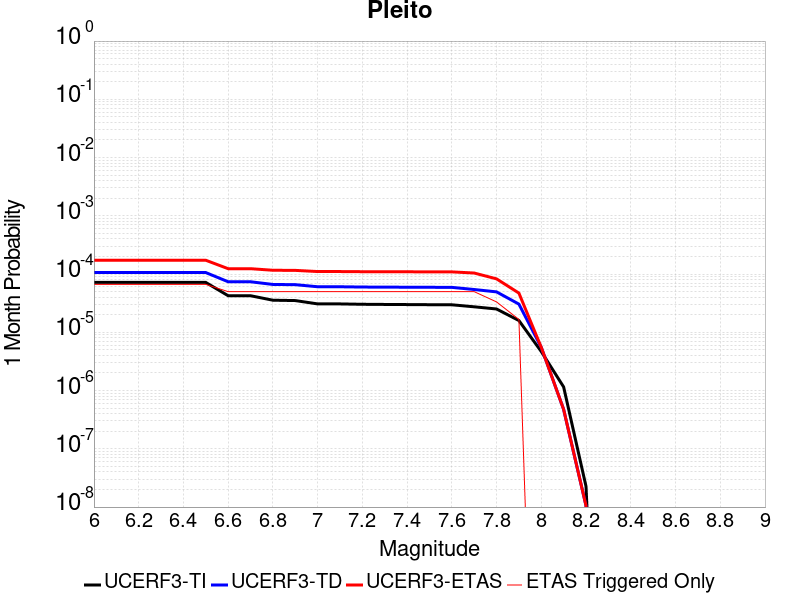 Pleito
10^0
10^-1
10^-2
10^-3
10^-4
10^-5
10^-6
10^-7
10^-8
1 Month Probability
6 6.2 6.4 6.6 6.8 7 7.2 7.4 7.6 7.8 8 8.2 8.4 8.6 8.8 9
Magnitude
UCERF3-TI UCERF3-TD UCERF3-ETAS ETAS Triggered Only